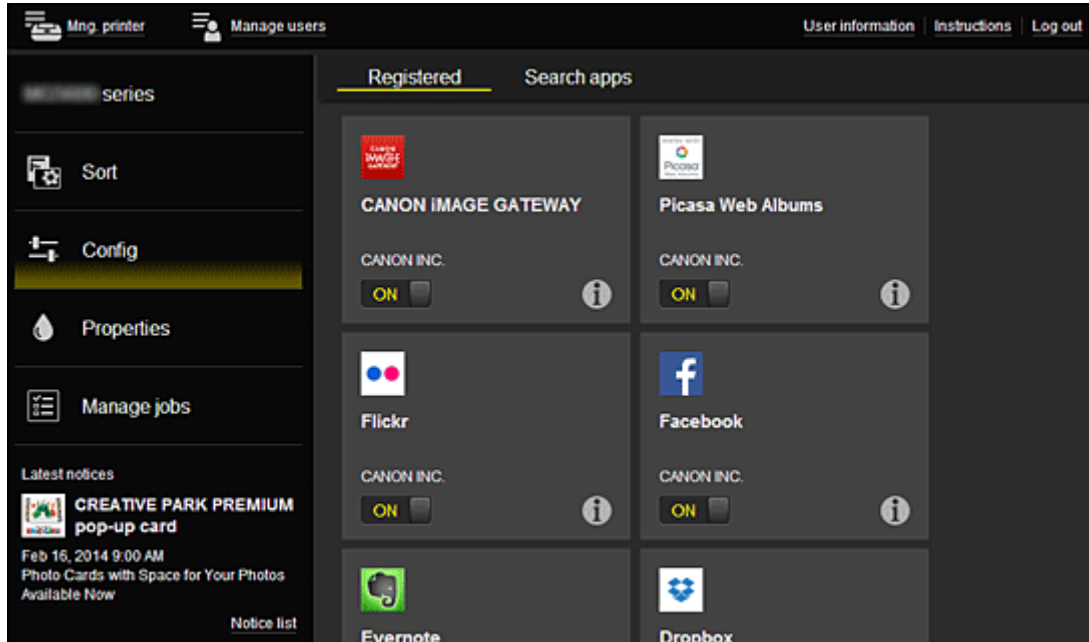 Mng. printer
Manage users
User information
Instructions
Log out
series
Sort
Config
Properties
Manage jobs
Latest notices
CREATIVE PARK PREMIUM
pop-up card
Feb 16, 2014 9:00 AM
Photo Cards with Space for Your Photos
Available Now
Notice list
Registered
Search apps
CANON iMAGE GATEWAY
CANON INC.
ON
Picasa
Picasa Web Albums
CANON INC.
ON
Flickr
CANON INC.
ON
Facebook
CANON INC.
ON
Evernote
Dropbox